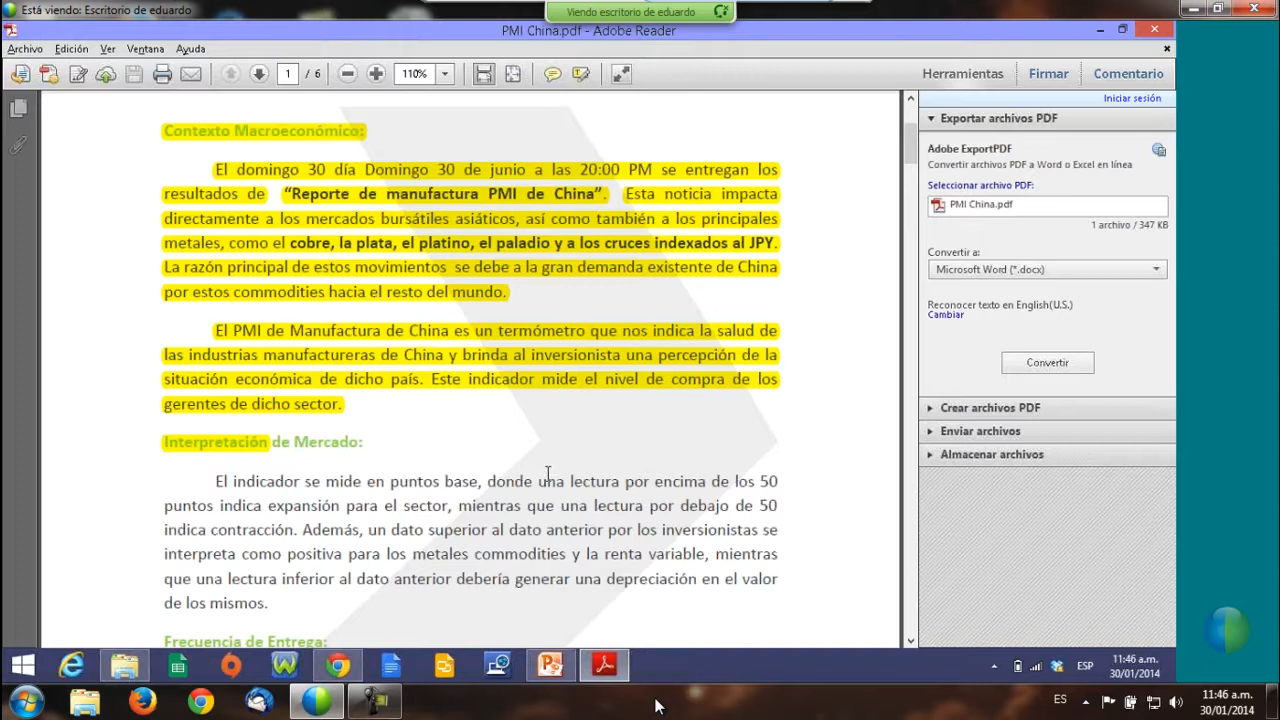 Está viendo: Escritorio de eduardo
Viendo escritorio de eduardo
PMI China.pdf - Adobe Reader
Archivo Edición Ver Ventana Ayuda
1 / 6 110% Herramientas Firmar Comentario
Iniciar sesión
Contexto Macroeconómico:
El domingo 30 día Domingo 30 de junio a las 20:00 PM se entregan los
resultados de “Reporte de manufactura PMI de China”. Esta noticia impacta
directamente a los mercados bursátiles asiáticos, así como también a los principales
metales, como el cobre, la plata, el platino, el paladio y a los cruces indexados al JPY.
La razón principal de estos movimientos se debe a la gran demanda existente de China
por estos commodities hacia el resto del mundo.
El PMI de Manufactura de China es un termómetro que nos indica la salud de
las industrias manufactureras de China y brinda al inversionista una percepción de la
situación económica de dicho país. Este indicador mide el nivel de compra de los
gerentes de dicho sector.
Interpretación de Mercado:
El indicador se mide en puntos base, donde una lectura por encima de los 50
puntos indica expansión para el sector, mientras que una lectura por debajo de 50
indica contracción. Además, un dato superior al dato anterior por los inversionistas se
interpreta como positiva para los metales commodities y la renta variable, mientras
que una lectura inferior al dato anterior debería generar una depreciación en el valor
de los mismos.
Frecuencia de Entrega:
Exportar archivos PDF
Adobe ExportPDF
Convertir archivos PDF a Word o Excel en línea
Seleccionar archivo PDF:
PMI China.pdf
1 archivo / 347 KB
Convertir a:
Microsoft Word (*.docx)
Reconocer texto en English(U.S.)
Cambiar
Convertir
Crear archivos PDF
Enviar archivos
Almacenar archivos
ESP 11:46 a.m.
30/01/2014
ES 11:46 a.m.
30/01/2014